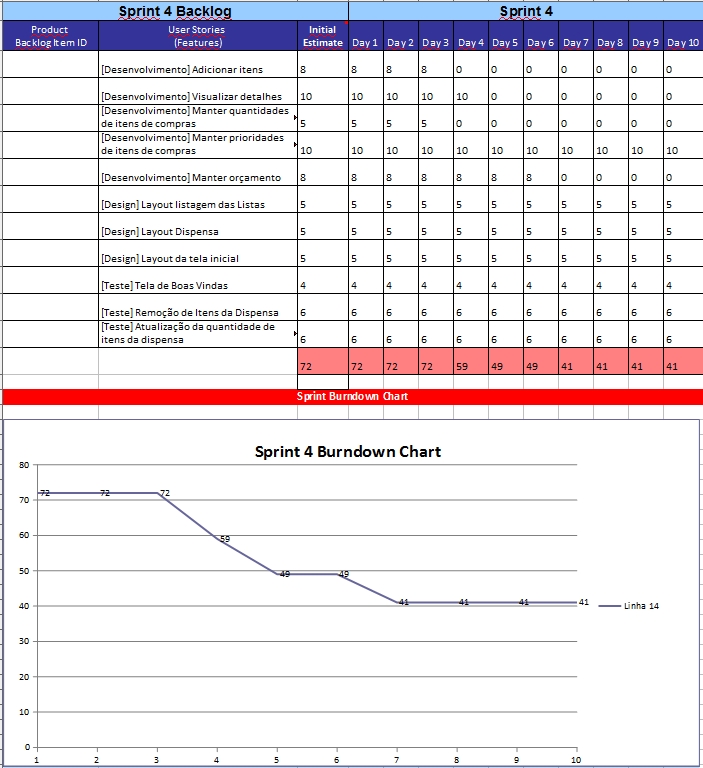 Sprint 4 Backlog Sprint 4
Product Backlog Item ID User Stories (Features) Initial Estimate Day 1 Day 2 Day 3 Day 4 Day 5 Day 6 Day 7 Day 8 Day 9 Day 10
[Desenvolvimento] Adicionar itens 8 8 8 8 0 0 0 0 0 0 0
[Desenvolvimento] Visualizar detalhes 10 10 10 10 10 0 0 0 0 0 0
[Desenvolvimento] Manter quantidades
de itens de compras 5 5 5 5 0 0 0 0 0 0 0
[Desenvolvimento] Manter prioridades
de itens de compras 10 10 10 10 10 10 10 10 10 10 10
[Desenvolvimento] Manter orçamento 8 8 8 8 8 8 8 0 0 0 0
[Design] Layout listagem das Listas 5 5 5 5 5 5 5 5 5 5 5
[Design] Layout Dispensa 5 5 5 5 5 5 5 5 5 5 5
[Design] Layout da tela inicial 5 5 5 5 5 5 5 5 5 5 5
[Teste] Tela de Boas Vindas 4 4 4 4 4 4 4 4 4 4 4
[Teste] Remoção de Itens da Dispensa 6 6 6 6 6 6 6 6 6 6 6
[Teste] Atualização da quantidade de
itens da dispensa 6 6 6 6 6 6 6 6 6 6 6
72 72 72 72 59 49 49 41 41 41 41
Sprint Burndown Chart
Sprint 4 Burndown Chart
80
70
60
50
40
30
20
10
0
72 72 72 59 49 49 41 41 41 41
Linha 14
1 2 3 4 5 6 7 8 9 10